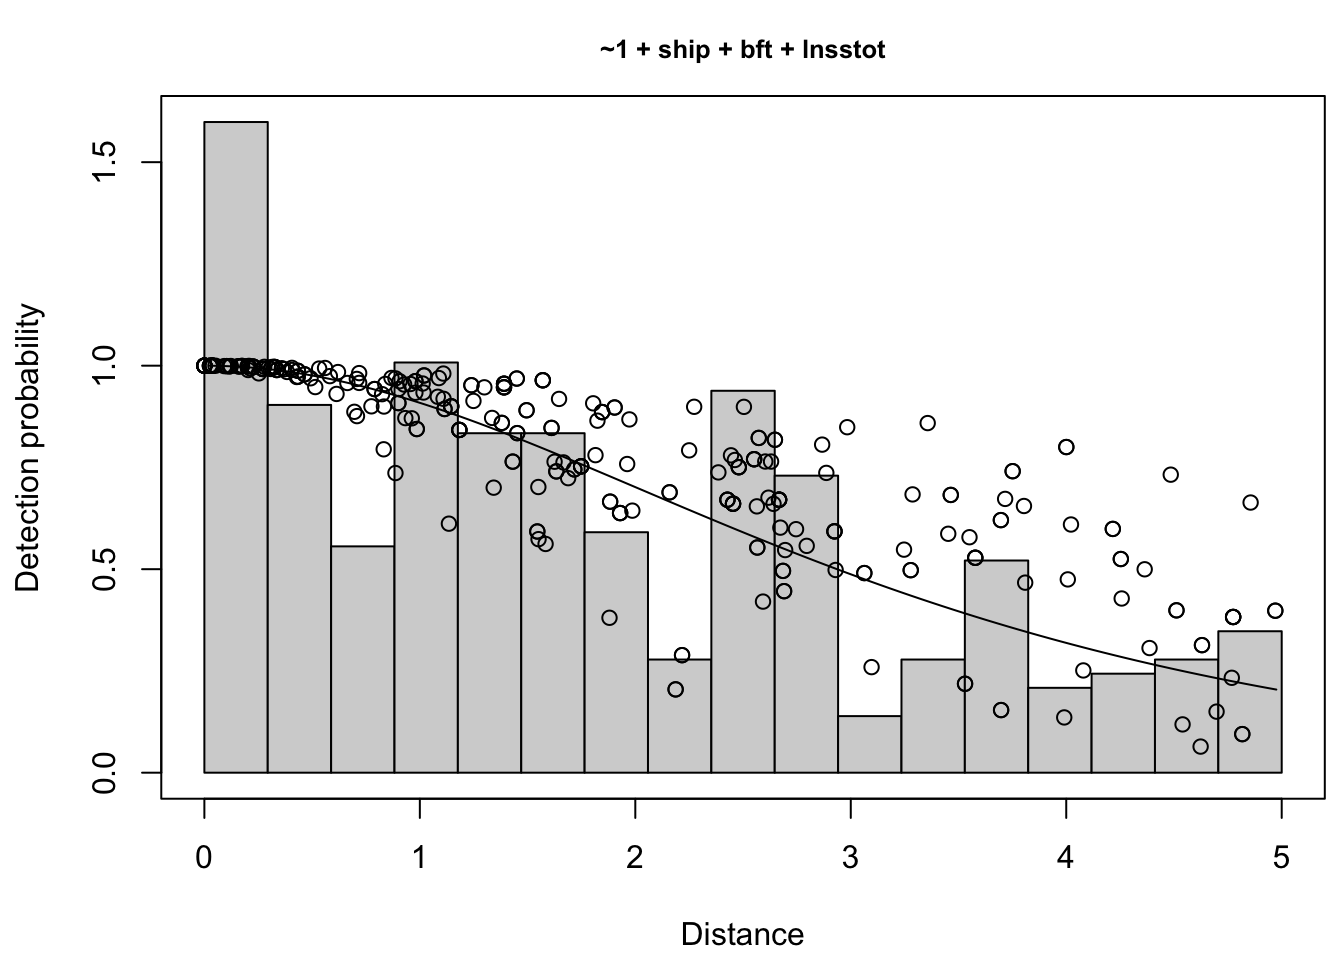 ~1 + ship + bft + lnsstot
Detection probability
1.5
1.0
0.5
0.0
0 1 2 3 4 5
Distance